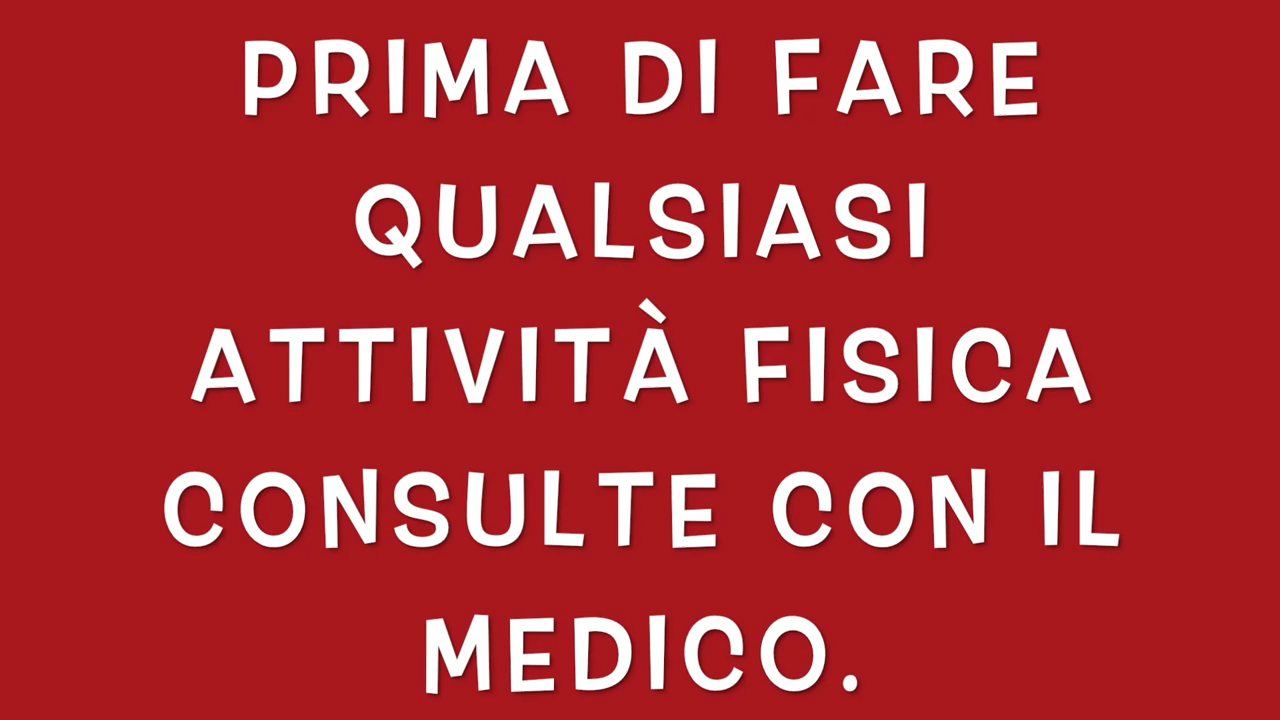 PRIMA DI FARE
QUALSIASI
ATTIVITÀ FISICA
CONSULTE CON IL
MEDICO.